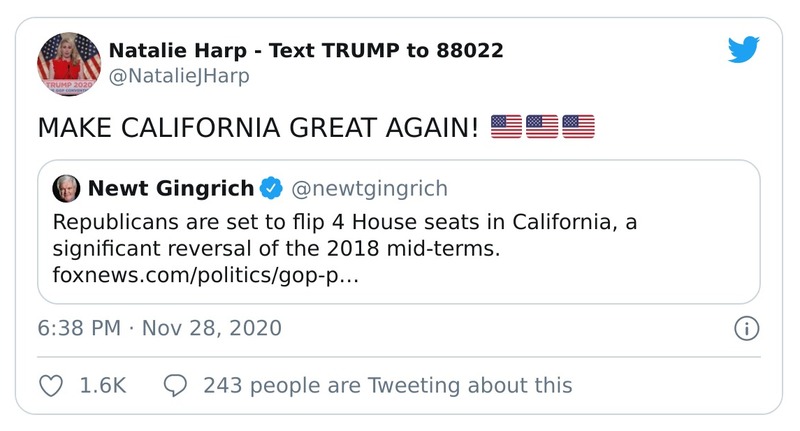 Natalie Harp - Text TRUMP to 88022
@NatalieJHarp
TRUMP 2020
MAKE CALIFORNIA GREAT AGAIN! 🇺🇸🇺🇸🇺🇸
Newt Gingrich @newtgingrich
Republicans are set to flip 4 House seats in California, a
significant reversal of the 2018 mid-terms.
foxnews.com/politics/gop-p…
6:38 PM · Nov 28, 2020
1.6K 243 people are Tweeting about this